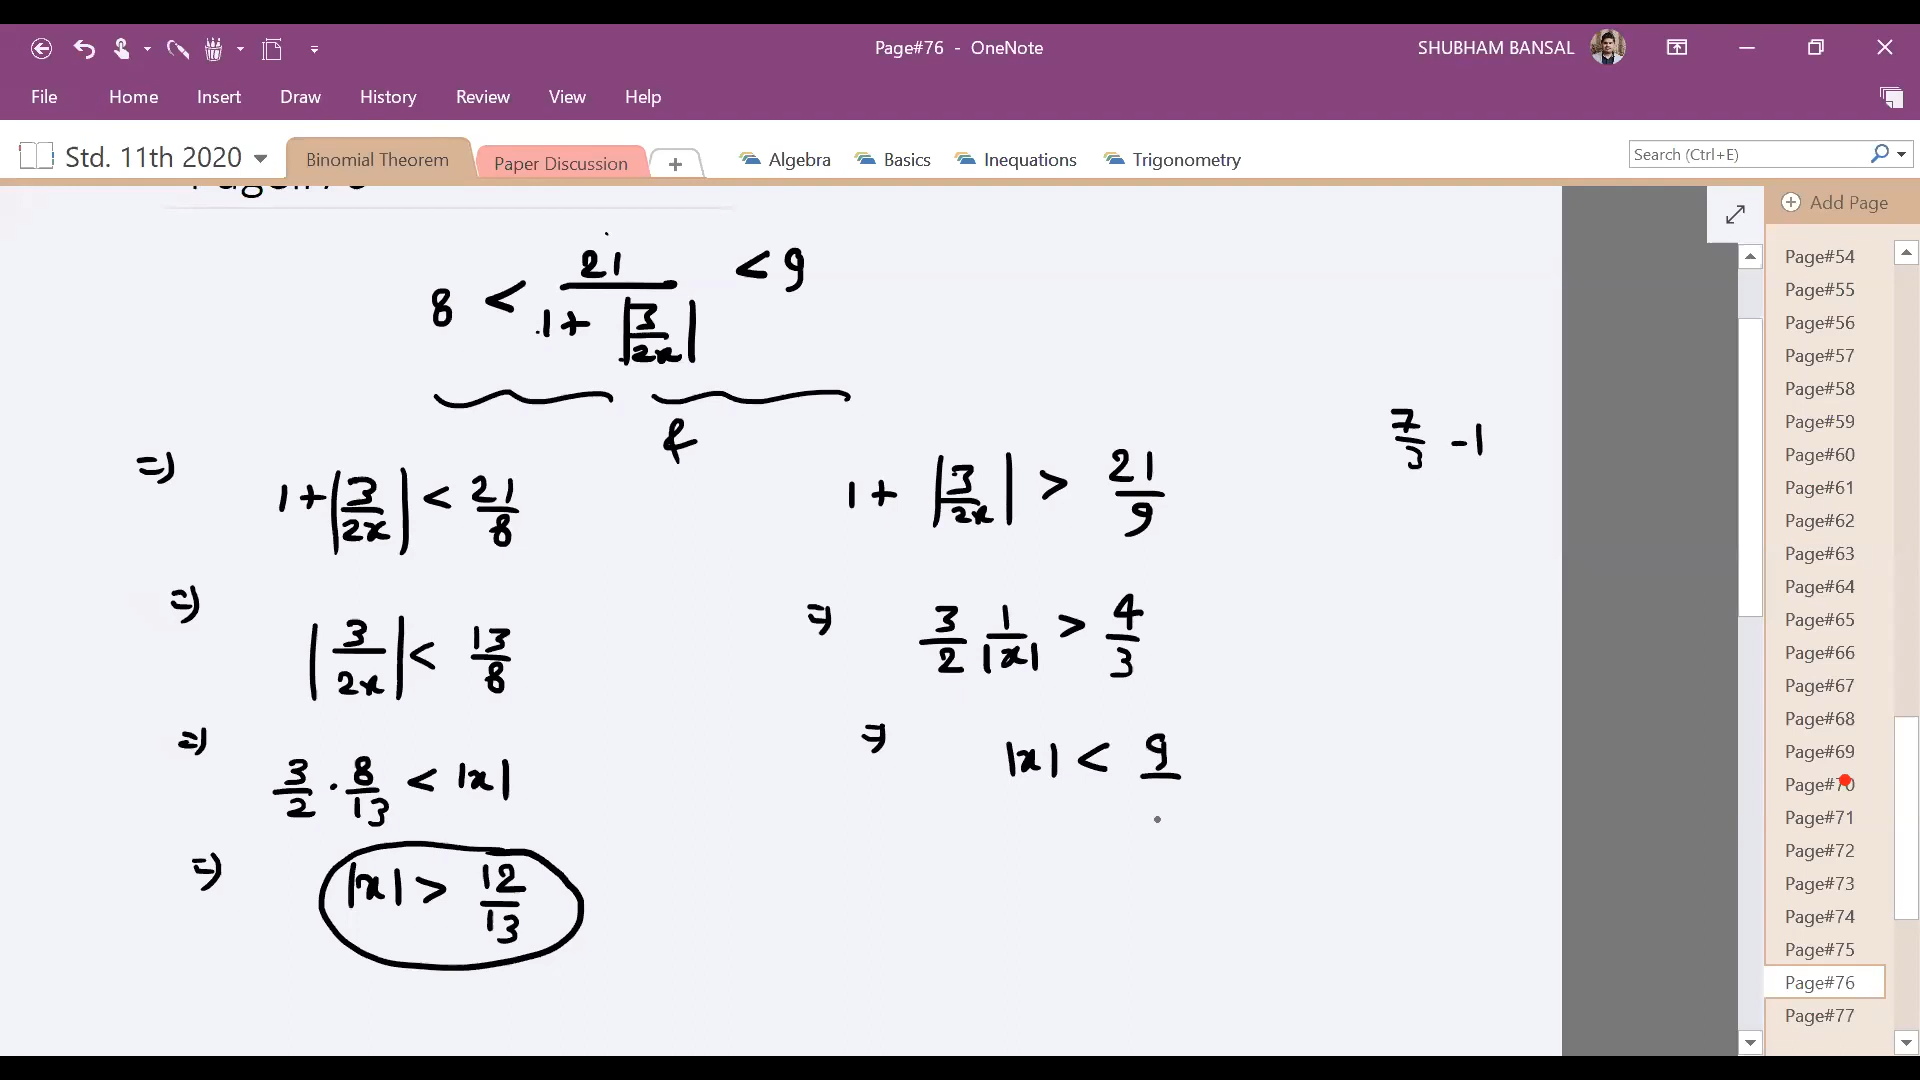 Page#76 - OneNote
SHUBHAM BANSAL
File Home Insert Draw History Review View Help
Std. 11th 2020
Binomial Theorem
Paper Discussion
Algebra
Basics
Inequations
Trigonometry
Search (Ctrl+E)
Add Page
8 < 21/(1 + |3/2x|) < 9
&
7/3 - 1
=) 1 + |3/2x| < 21/8
1 + |3/2x| > 21/9
=) |3/2x| < 13/8
=) 3/2 1/|x| > 4/3
=) 3/2 . 8/13 < |x|
=) |x| < 9
=) |x| > 12/13
Page#54
Page#55
Page#56
Page#57
Page#58
Page#59
Page#60
Page#61
Page#62
Page#63
Page#64
Page#65
Page#66
Page#67
Page#68
Page#69
Page#70
Page#71
Page#72
Page#73
Page#74
Page#75
Page#76
Page#77